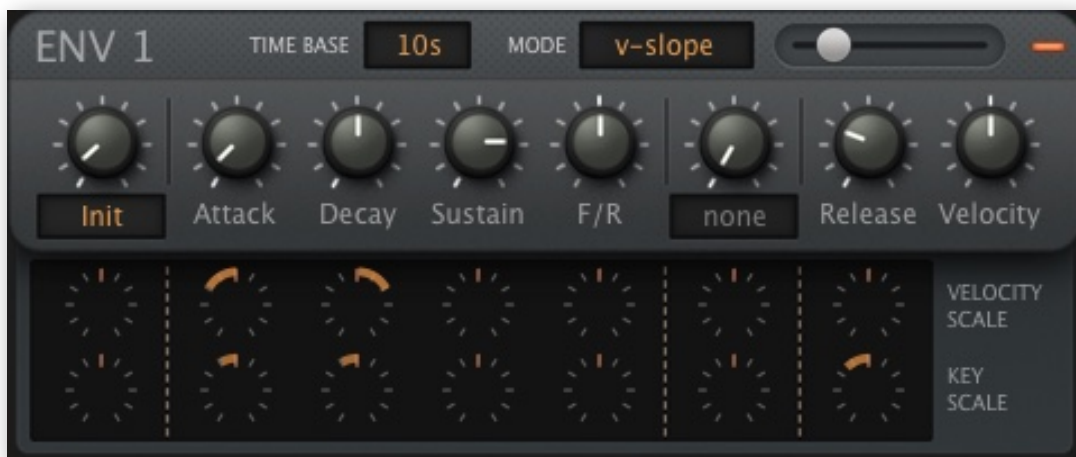 ENV 1 TIME BASE 10s MODE v-slope
Init Attack Decay Sustain F/R none Release Velocity
VELOCITY
SCALE
KEY
SCALE